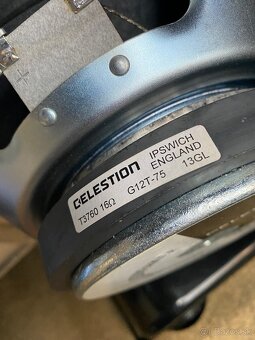 CELESTION
IPSWICH
ENGLAND
T3760 16Ω G12T-75 13GL
+